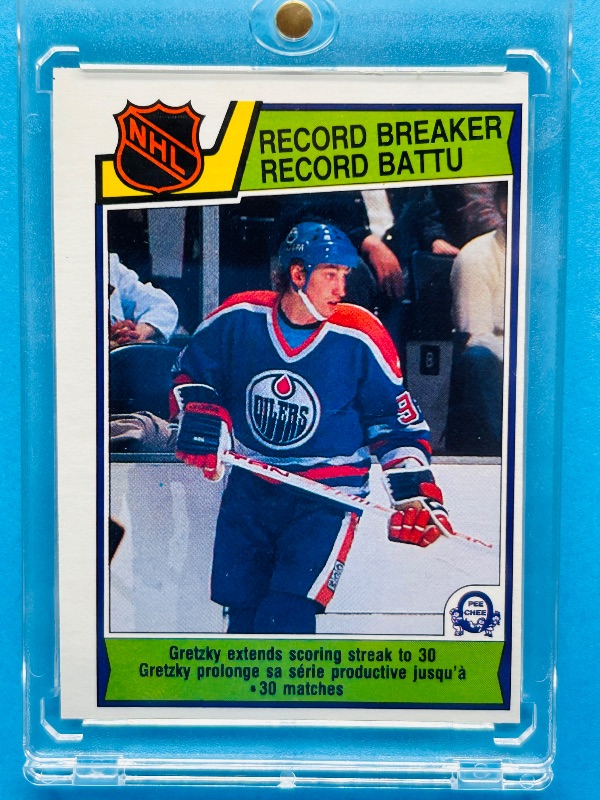 NHL
RECORD BREAKER
RECORD BATTU
OILERS
9
PEE
CHEE
Gretzky extends scoring streak to 30
Gretzky prolonge sa série productive jusqu'à
•30 matches